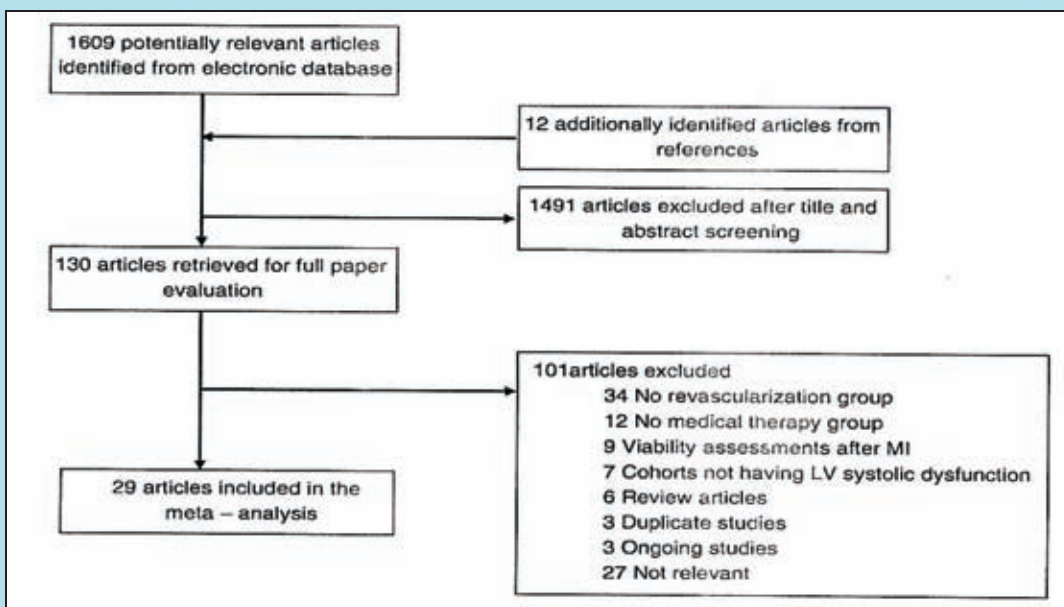 1609 potentially relevant articles
identified from electronic database
12 additionally identified articles from
references
1491 articles excluded after title and
abstract screening
130 articles retrieved for full paper
evaluation
101articles excluded
34 No revascularization group
12 No medical therapy group
9 Viability assessments after MI
7 Cohorts not having LV systolic dysfunction
6 Review articles
3 Duplicate studies
3 Ongoing studies
27 Not relevant
29 articles included in the
meta – analysis